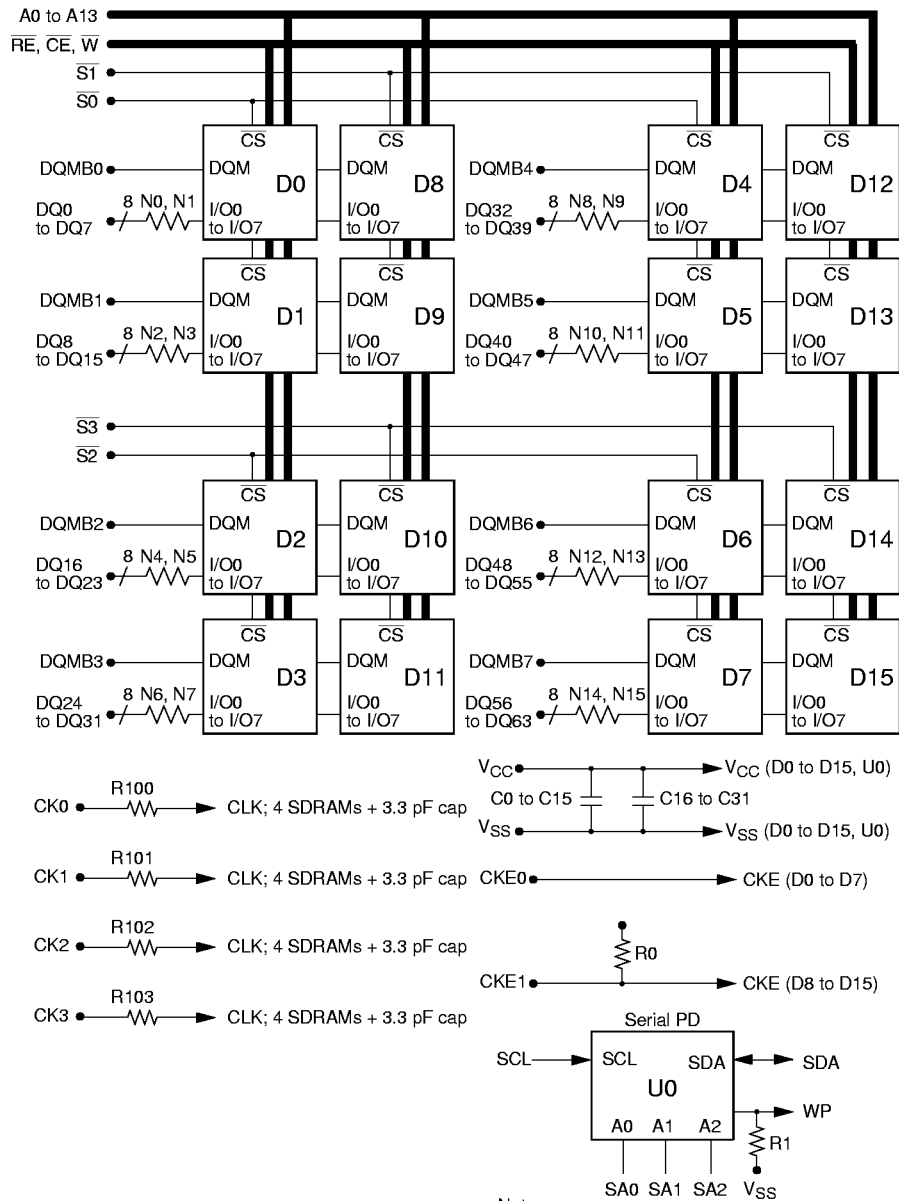 A0 to A13
RE, CE, W
S1
S0
CS CS CS CS
DQMB0 DQM D0 DQM D8 DQMB4 DQM D4 DQM D12
DQ0 to DQ7 8 N0, N1 I/O0 to I/O7 I/O0 to I/O7 DQ32 to DQ39 8 N8, N9 I/O0 to I/O7 I/O0 to I/O7
CS CS CS CS
DQMB1 DQM D1 DQM D9 DQMB5 DQM D5 DQM D13
DQ8 to DQ15 8 N2, N3 I/O0 to I/O7 I/O0 to I/O7 DQ40 to DQ47 8 N10, N11 I/O0 to I/O7 I/O0 to I/O7
S3
S2
CS CS CS CS
DQMB2 DQM D2 DQM D10 DQMB6 DQM D6 DQM D14
DQ16 to DQ23 8 N4, N5 I/O0 to I/O7 I/O0 to I/O7 DQ48 to DQ55 8 N12, N13 I/O0 to I/O7 I/O0 to I/O7
CS CS CS CS
DQMB3 DQM D3 DQM D11 DQMB7 DQM D7 DQM D15
DQ24 to DQ31 8 N6, N7 I/O0 to I/O7 I/O0 to I/O7 DQ56 to DQ63 8 N14, N15 I/O0 to I/O7 I/O0 to I/O7
CK0 R100 CLK; 4 SDRAMs + 3.3 pF cap
CK1 R101 CLK; 4 SDRAMs + 3.3 pF cap
CK2 R102 CLK; 4 SDRAMs + 3.3 pF cap
CK3 R103 CLK; 4 SDRAMs + 3.3 pF cap
VCC VCC (D0 to D15, U0)
C0 to C15 C16 to C31
VSS VSS (D0 to D15, U0)
CKE0 CKE (D0 to D7)
R0
CKE1 CKE (D8 to D15)
Serial PD
SCL SCL SDA SDA
U0
WP
A0 A1 A2 R1
SA0 SA1 SA2 VSS